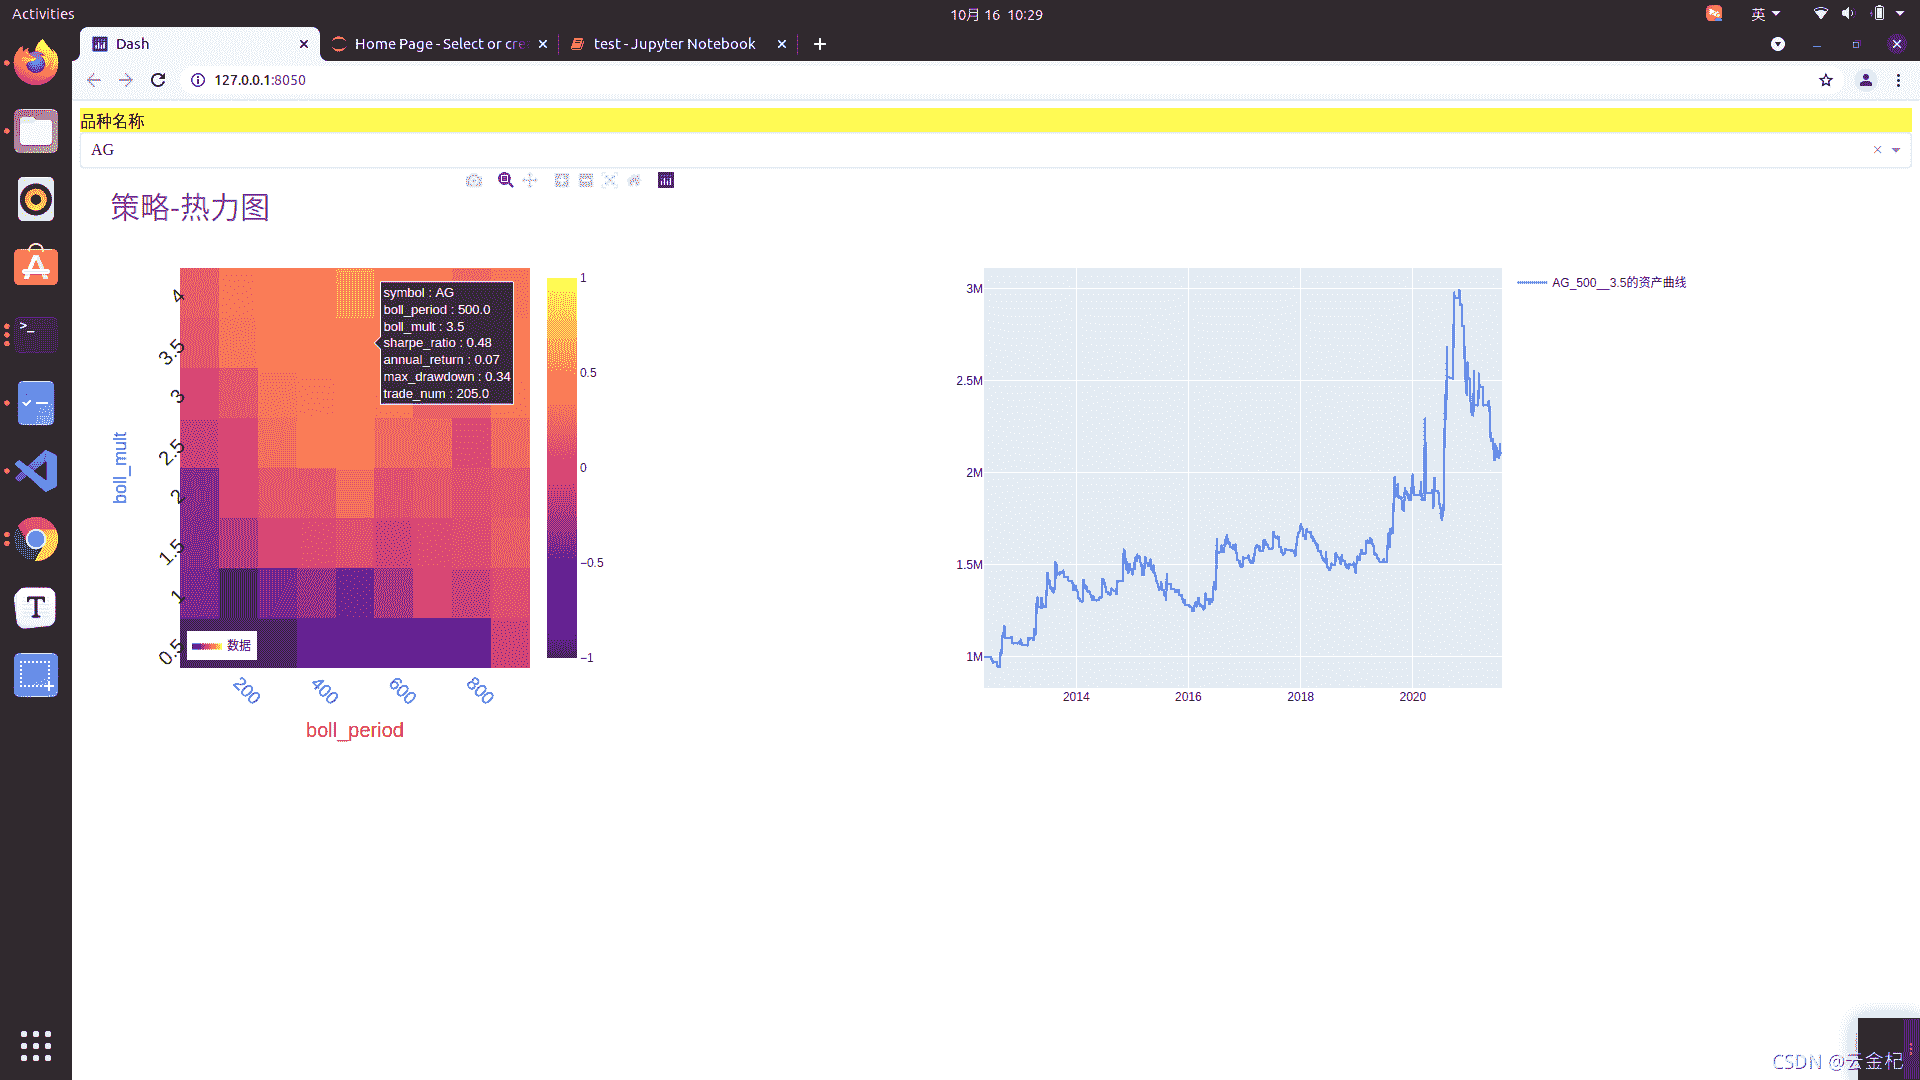 Activities
10月 16 10:29
英
Dash
Home Page - Select or cre
test - Jupyter Notebook
127.0.0.1:8050
品种名称
AG
策略-热力图
symbol : AG
boll_period : 500.0
boll_mult : 3.5
sharpe_ratio : 0.48
annual_return : 0.07
max_drawdown : 0.34
trade_num : 205.0
4
3.5
3
2.5
2
1.5
1
0.5
boll_mult
数据
200
400
600
800
boll_period
1
0.5
0
−0.5
−1
3M
2.5M
2M
1.5M
1M
2014
2016
2018
2020
AG_500__3.5的资产曲线
CSDN @云金杞